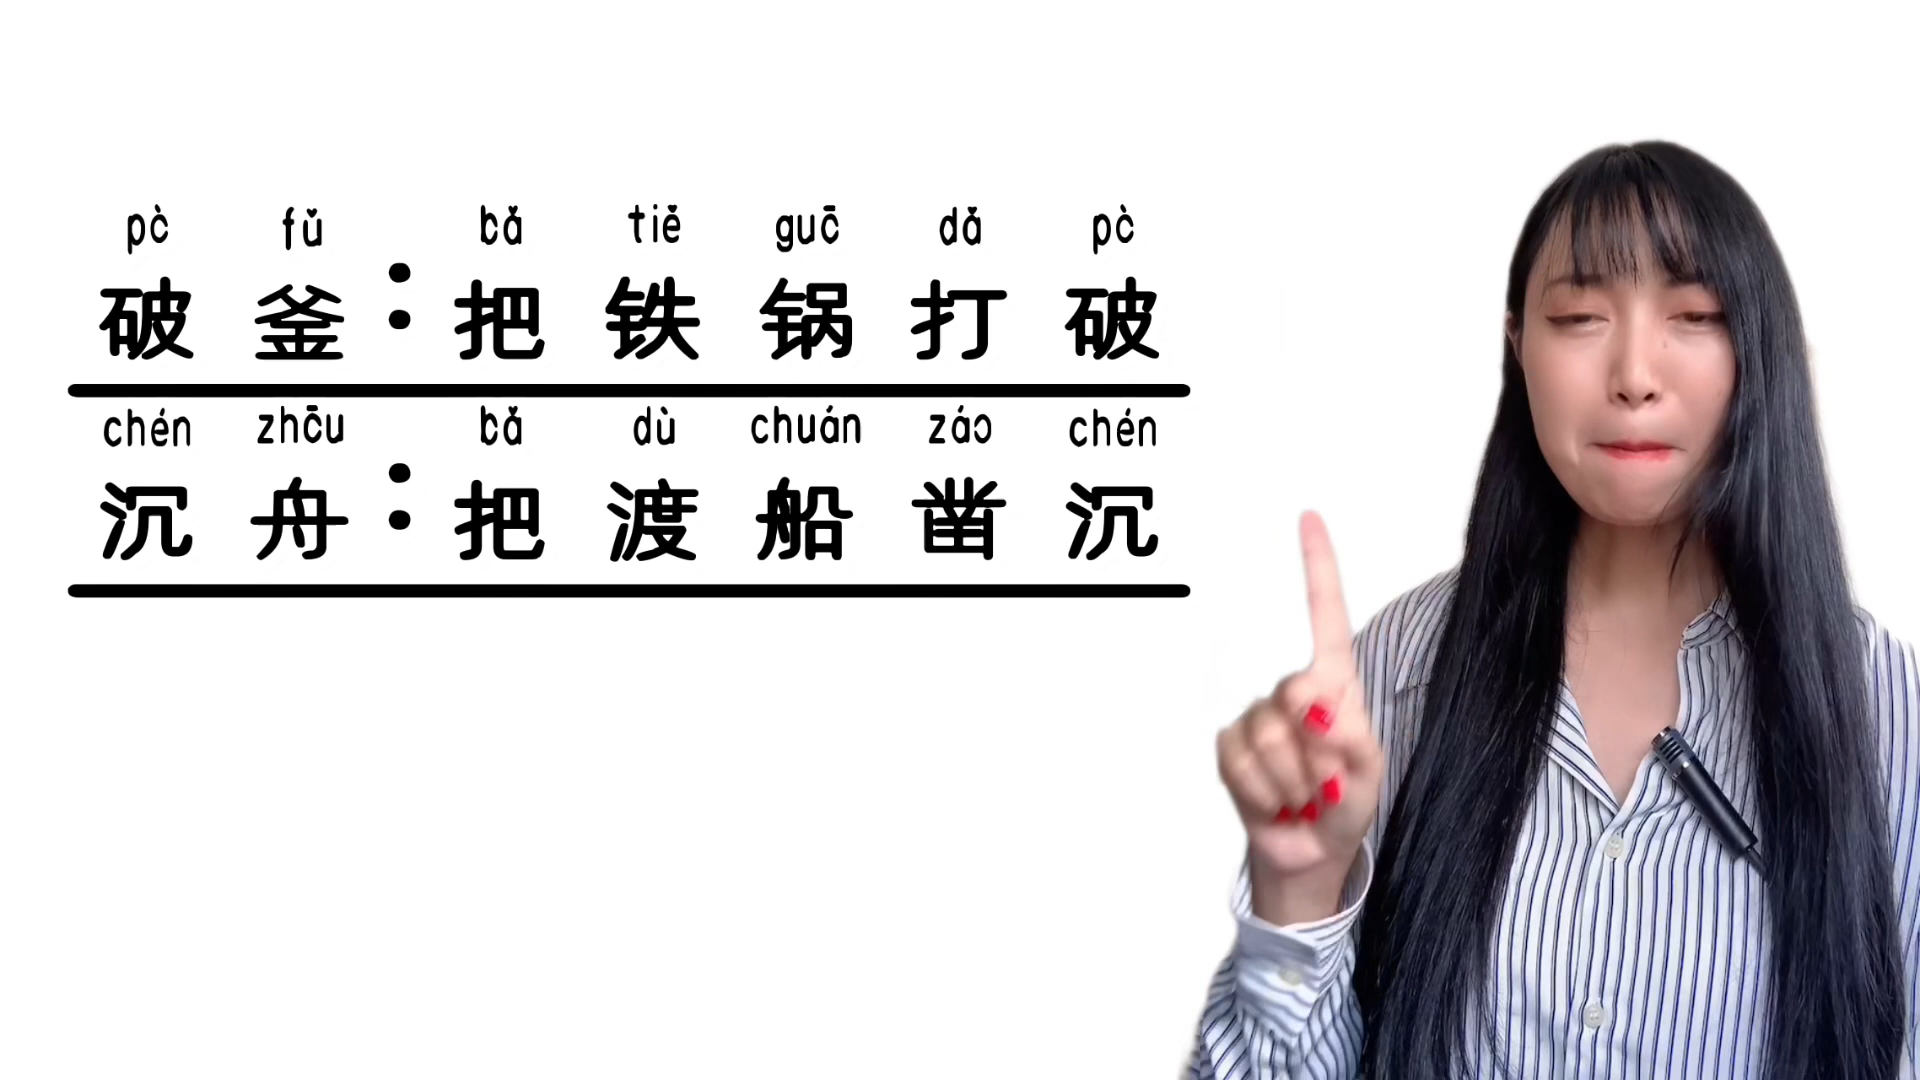 pò fǔ bǎ tiě guō dǎ pò
破釜：把铁锅打破
chén zhōu bǎ dù chuán záo chén
沉舟：把渡船凿沉